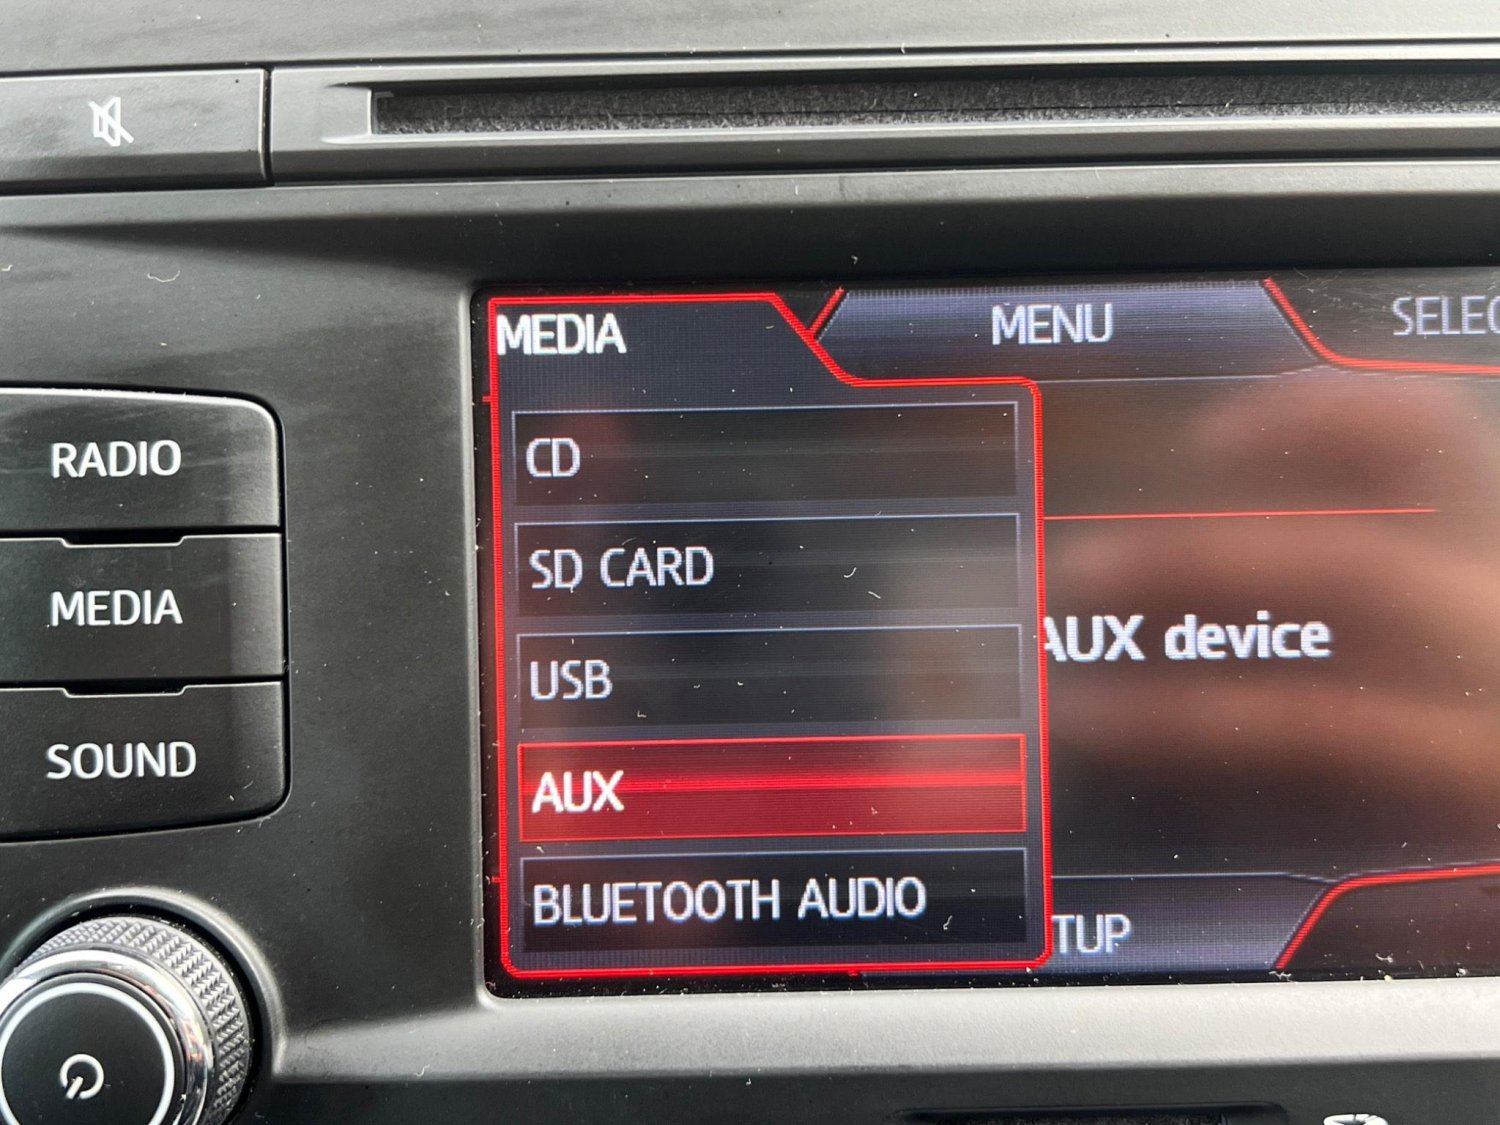 MEDIA
MENU
RADIO
MEDIA
SOUND
CD
SD CARD
USB
AUX
BLUETOOTH AUDIO
AUX device